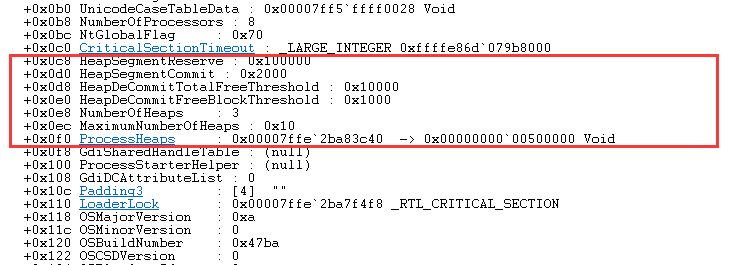 +0x0b0 UnicodeCaseTableData : 0x00007ff5`ffff0028 Void
+0x0b8 NumberOfProcessors : 8
+0x0bc NtGlobalFlag : 0x70
+0x0c0 CriticalSectionTimeout : _LARGE_INTEGER 0xffffe86d`079b8000
+0x0c8 HeapSegmentReserve : 0x100000
+0x0d0 HeapSegmentCommit : 0x2000
+0x0d8 HeapDeCommitTotalFreeThreshold : 0x10000
+0x0e0 HeapDeCommitFreeBlockThreshold : 0x1000
+0x0e8 NumberOfHeaps : 3
+0x0ec MaximumNumberOfHeaps : 0x10
+0x0f0 ProcessHeaps : 0x00007ffe`2ba83c40 -> 0x00000000`00500000 Void
+0x0f8 GdiSharedHandleTable : (null)
+0x100 ProcessStarterHelper : (null)
+0x108 GdiDCAttributeList : 0
+0x10c Padding3 : [4] ""
+0x110 LoaderLock : 0x00007ffe`2ba7f4f8 _RTL_CRITICAL_SECTION
+0x118 OSMajorVersion : 0xa
+0x11c OSMinorVersion : 0
+0x120 OSBuildNumber : 0x47ba
+0x122 OSCSDVersion : 0